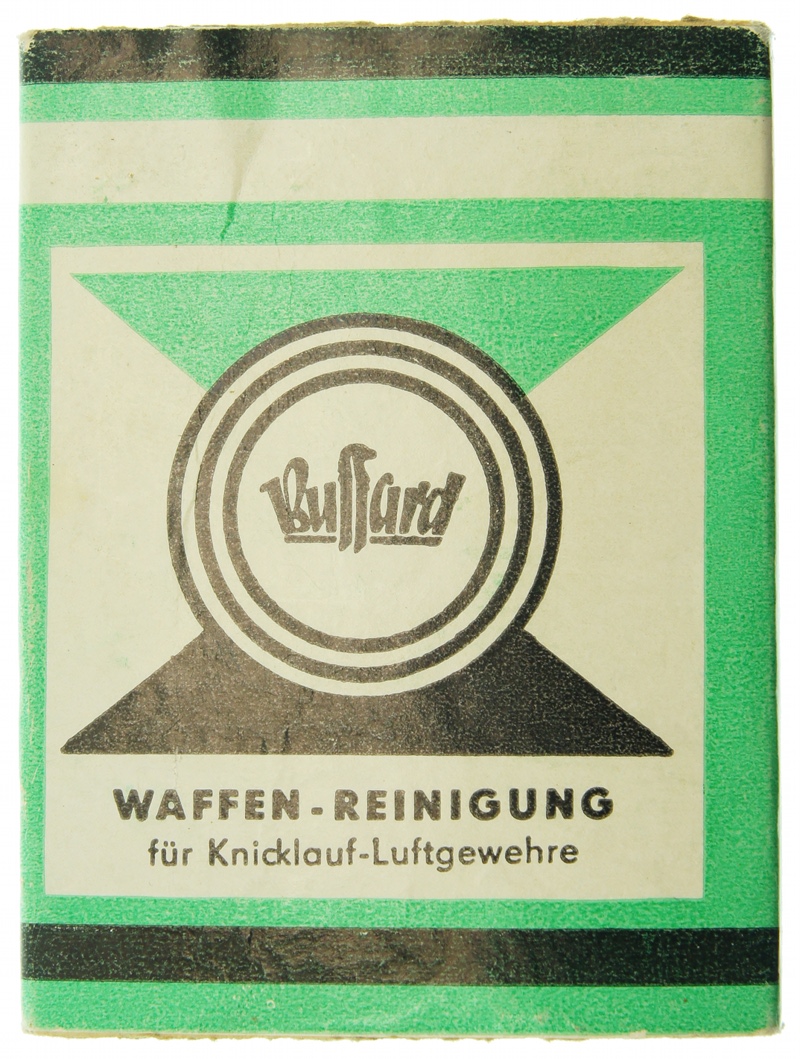 Bussard
WAFFEN-REINIGUNG
für Knicklauf-Luftgewehre